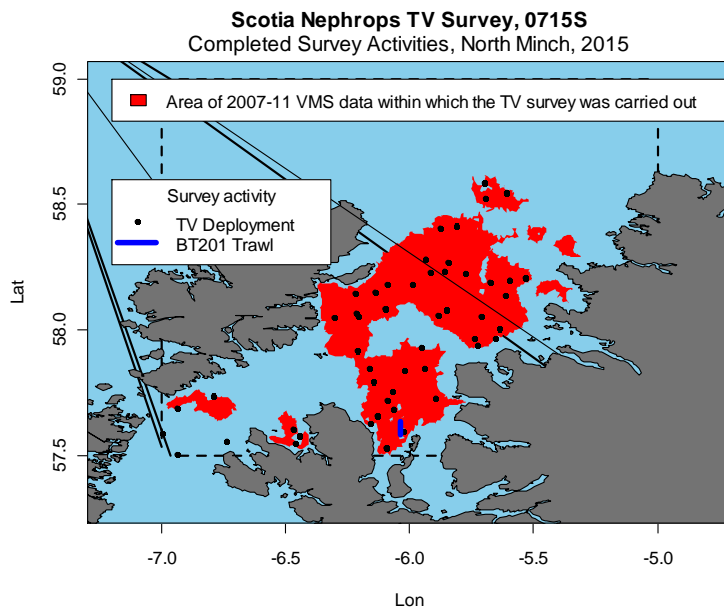 Scotia Nephrops TV Survey, 0715S
Completed Survey Activities, North Minch, 2015
Area of 2007-11 VMS data within which the TV survey was carried out
Survey activity
TV Deployment
BT201 Trawl
Lat
59.0
58.5
58.0
57.5
-7.0 -6.5 -6.0 -5.5 -5.0
Lon